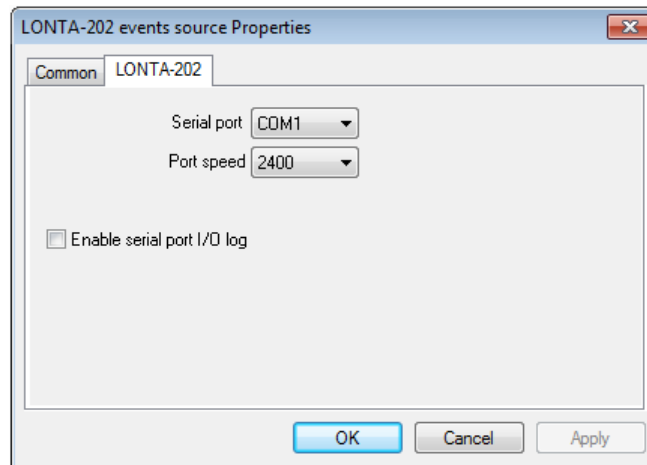 LONTA-202 events source Properties
Common LONTA-202
Serial port COM1
Port speed 2400
Enable serial port I/O log
OK Cancel Apply